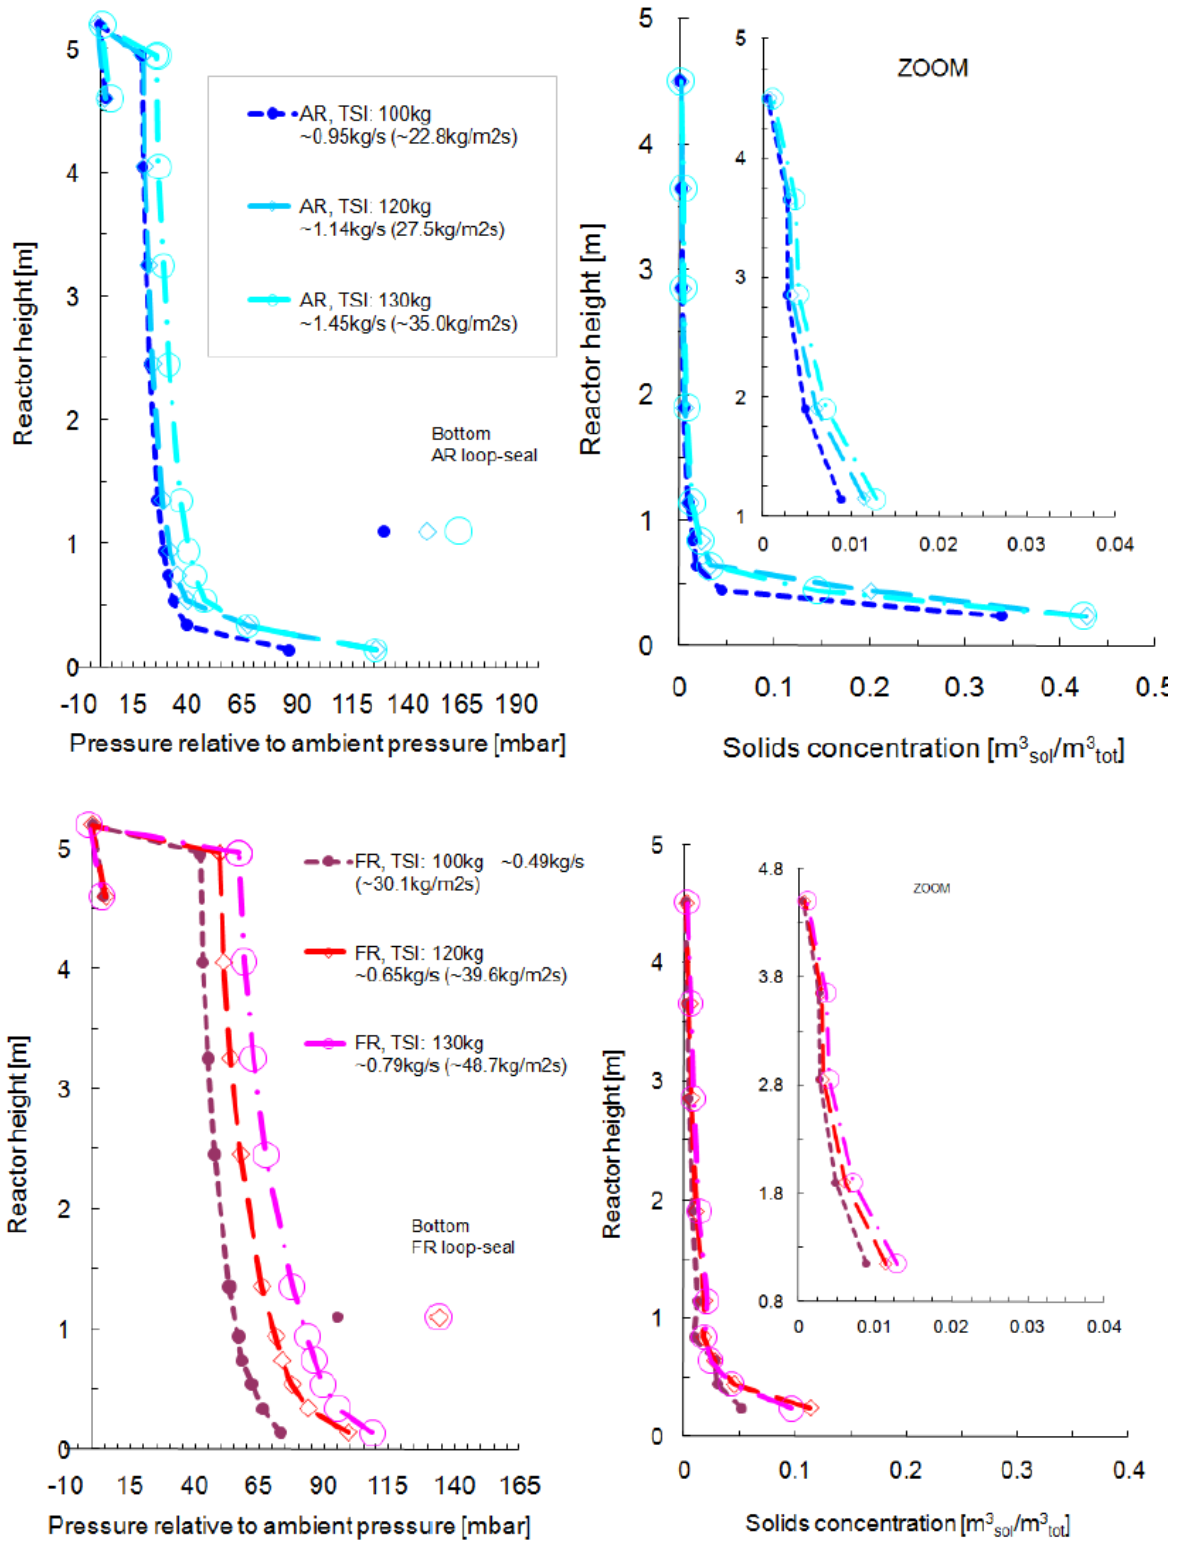 5
4
3
2
1
0
-10 15 40 65 90 115 140 165 190
Reactor height [m]
Pressure relative to ambient pressure [mbar]
AR, TSI: 100kg
~0.95kg/s (~22.8kg/m2s)
AR, TSI: 120kg
~1.14kg/s (27.5kg/m2s)
AR, TSI: 130kg
~1.45kg/s (~35.0kg/m2s)
Bottom
AR loop-seal
5
4
3
2
1
0
0 0.1 0.2 0.3 0.4 0.5
Reactor height [m]
Solids concentration [m³sol/m³tot]
ZOOM
5
4
3
2
1
0 0.01 0.02 0.03 0.04
5
4
3
2
1
0
-10 15 40 65 90 115 140 165
Reactor height [m]
Pressure relative to ambient pressure [mbar]
FR, TSI: 100kg ~0.49kg/s
(~30.1kg/m2s)
FR, TSI: 120kg
~0.65kg/s (~39.6kg/m2s)
FR, TSI: 130kg
~0.79kg/s (~48.7kg/m2s)
Bottom
FR loop-seal
5
4
3
2
1
0
0 0.1 0.2 0.3 0.4
Reactor height [m]
Solids concentration [m³sol/m³tot]
ZOOM
4.8
3.8
2.8
1.8
0.8
0 0.01 0.02 0.03 0.04